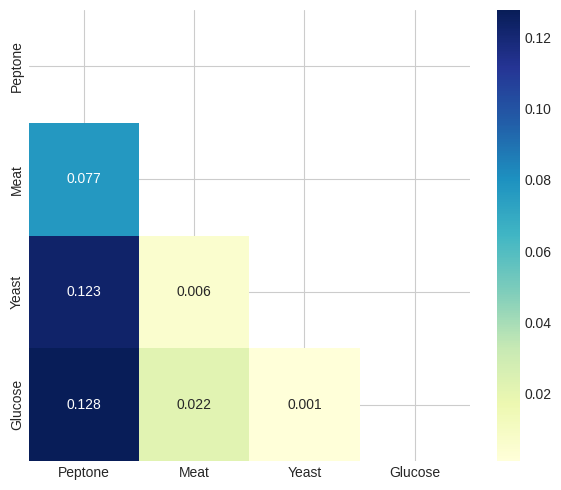 Peptone
Meat
Yeast
Glucose
0.077
0.123 0.006
0.128 0.022 0.001
Peptone Meat Yeast Glucose
0.12
0.10
0.08
0.06
0.04
0.02